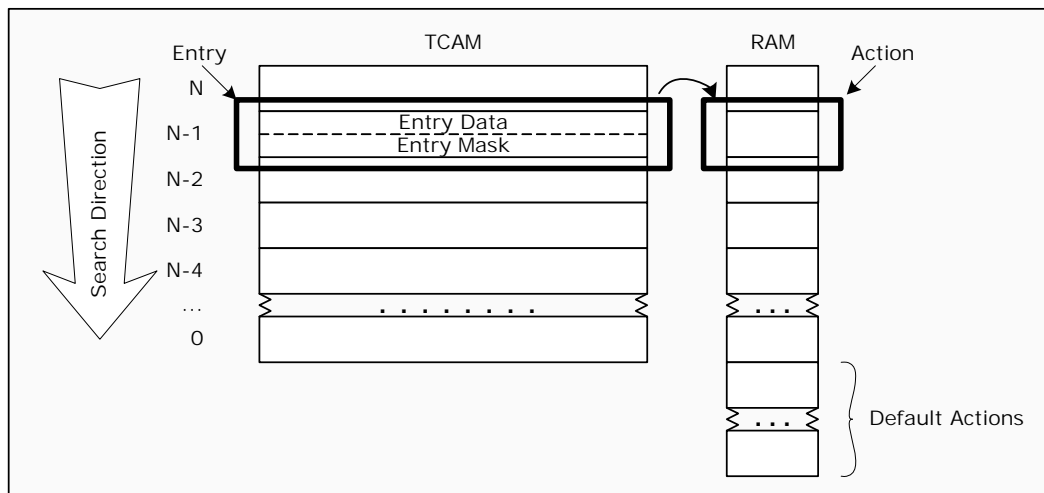 TCAM
RAM
Entry
Action
N
N-1
Entry Data
Entry Mask
N-2
N-3
N-4
...
. . . . . . . .
. . .
0
Search Direction
. . .
Default Actions